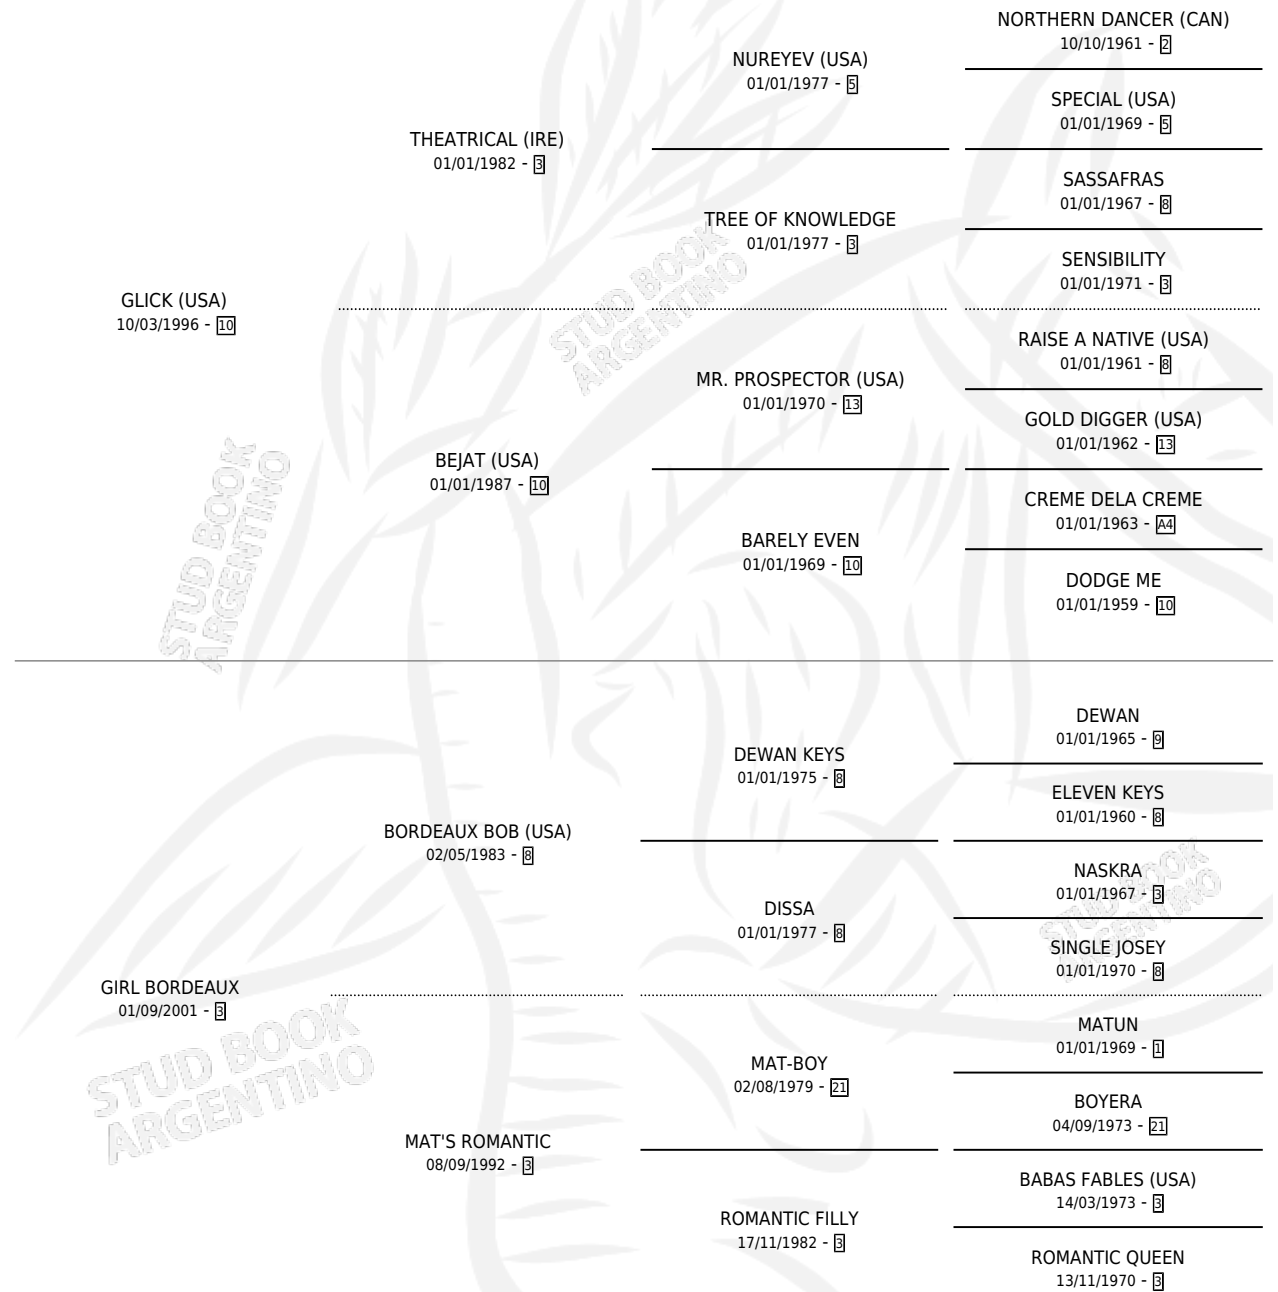 NORTHERN DANCER (CAN)
10/10/1961 - 2
NUREYEV (USA)
01/01/1977 - 5
SPECIAL (USA)
01/01/1969 - 5
THEATRICAL (IRE)
01/01/1982 - 3
SASSAFRAS
01/01/1967 - 8
TREE OF KNOWLEDGE
01/01/1977 - 3
SENSIBILITY
01/01/1971 - 3
GLICK (USA)
10/03/1996 - 10
RAISE A NATIVE (USA)
01/01/1961 - 8
MR. PROSPECTOR (USA)
01/01/1970 - 13
GOLD DIGGER (USA)
01/01/1962 - 13
BEJAT (USA)
01/01/1987 - 10
CREME DELA CREME
01/01/1963 - A4
BARELY EVEN
01/01/1969 - 10
DODGE ME
01/01/1959 - 10
DEWAN
01/01/1965 - 9
DEWAN KEYS
01/01/1975 - 8
ELEVEN KEYS
01/01/1960 - 8
BORDEAUX BOB (USA)
02/05/1983 - 8
NASKRA
01/01/1967 - 3
DISSA
01/01/1977 - 8
SINGLE JOSEY
01/01/1970 - 8
GIRL BORDEAUX
01/09/2001 - 3
MATUN
01/01/1969 - 1
MAT-BOY
02/08/1979 - 21
BOYERA
04/09/1973 - 21
MAT'S ROMANTIC
08/09/1992 - 3
BABAS FABLES (USA)
14/03/1973 - 3
ROMANTIC FILLY
17/11/1982 - 3
ROMANTIC QUEEN
13/11/1970 - 3
STUD BOOK
ARGENTINO
STUD BOOK
ARGENTINO
STUD BOOK
ARGENTINO
STUD BOOK
ARGENTINO